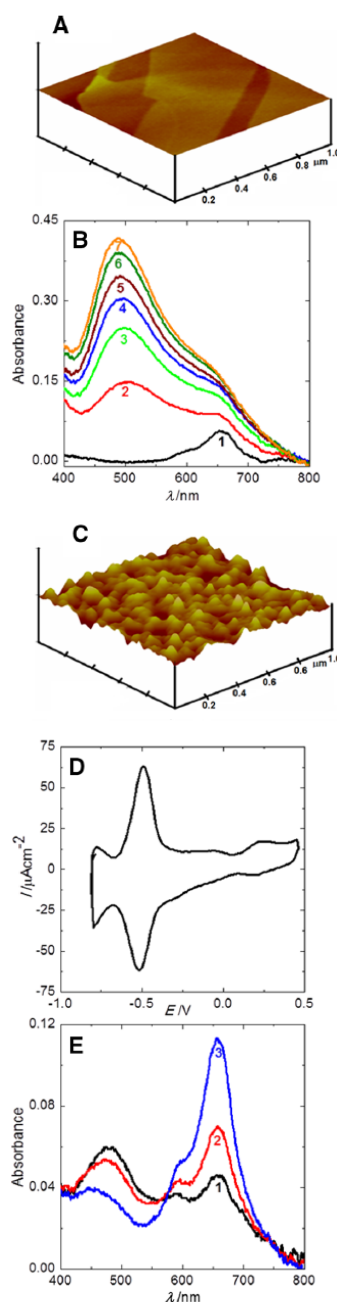 A
0.2
0.4
0.6
0.8
1.0
μm
B
Absorbance
0.45
0.30
0.15
0.00
7
6
5
4
3
2
1
400 500 600 700 800
λ/nm
C
0.2
0.4
0.6
0.6
1.0
μm
D
I /μAcm−2
75
50
25
0
-25
-50
-75
-1.0 -0.5 0.0 0.5
E /V
E
Absorbance
0.12
0.08
0.04
0.00
3
2
1
400 500 600 700 800
λ/nm